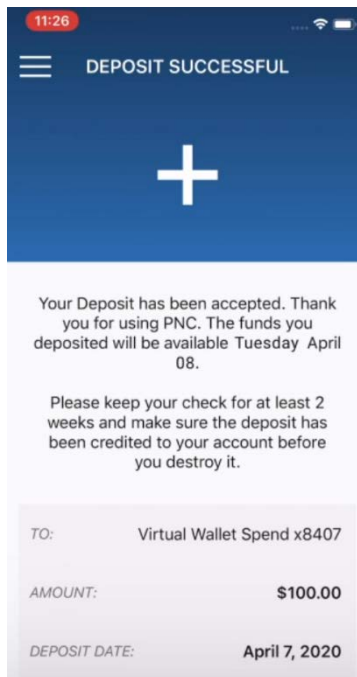 11:26
DEPOSIT SUCCESSFUL
Your Deposit has been accepted. Thank
you for using PNC. The funds you
deposited will be available Tuesday April
08.
Please keep your check for at least 2
weeks and make sure the deposit has
been credited to your account before
you destroy it.
TO: Virtual Wallet Spend x8407
AMOUNT: $100.00
DEPOSIT DATE: April 7, 2020